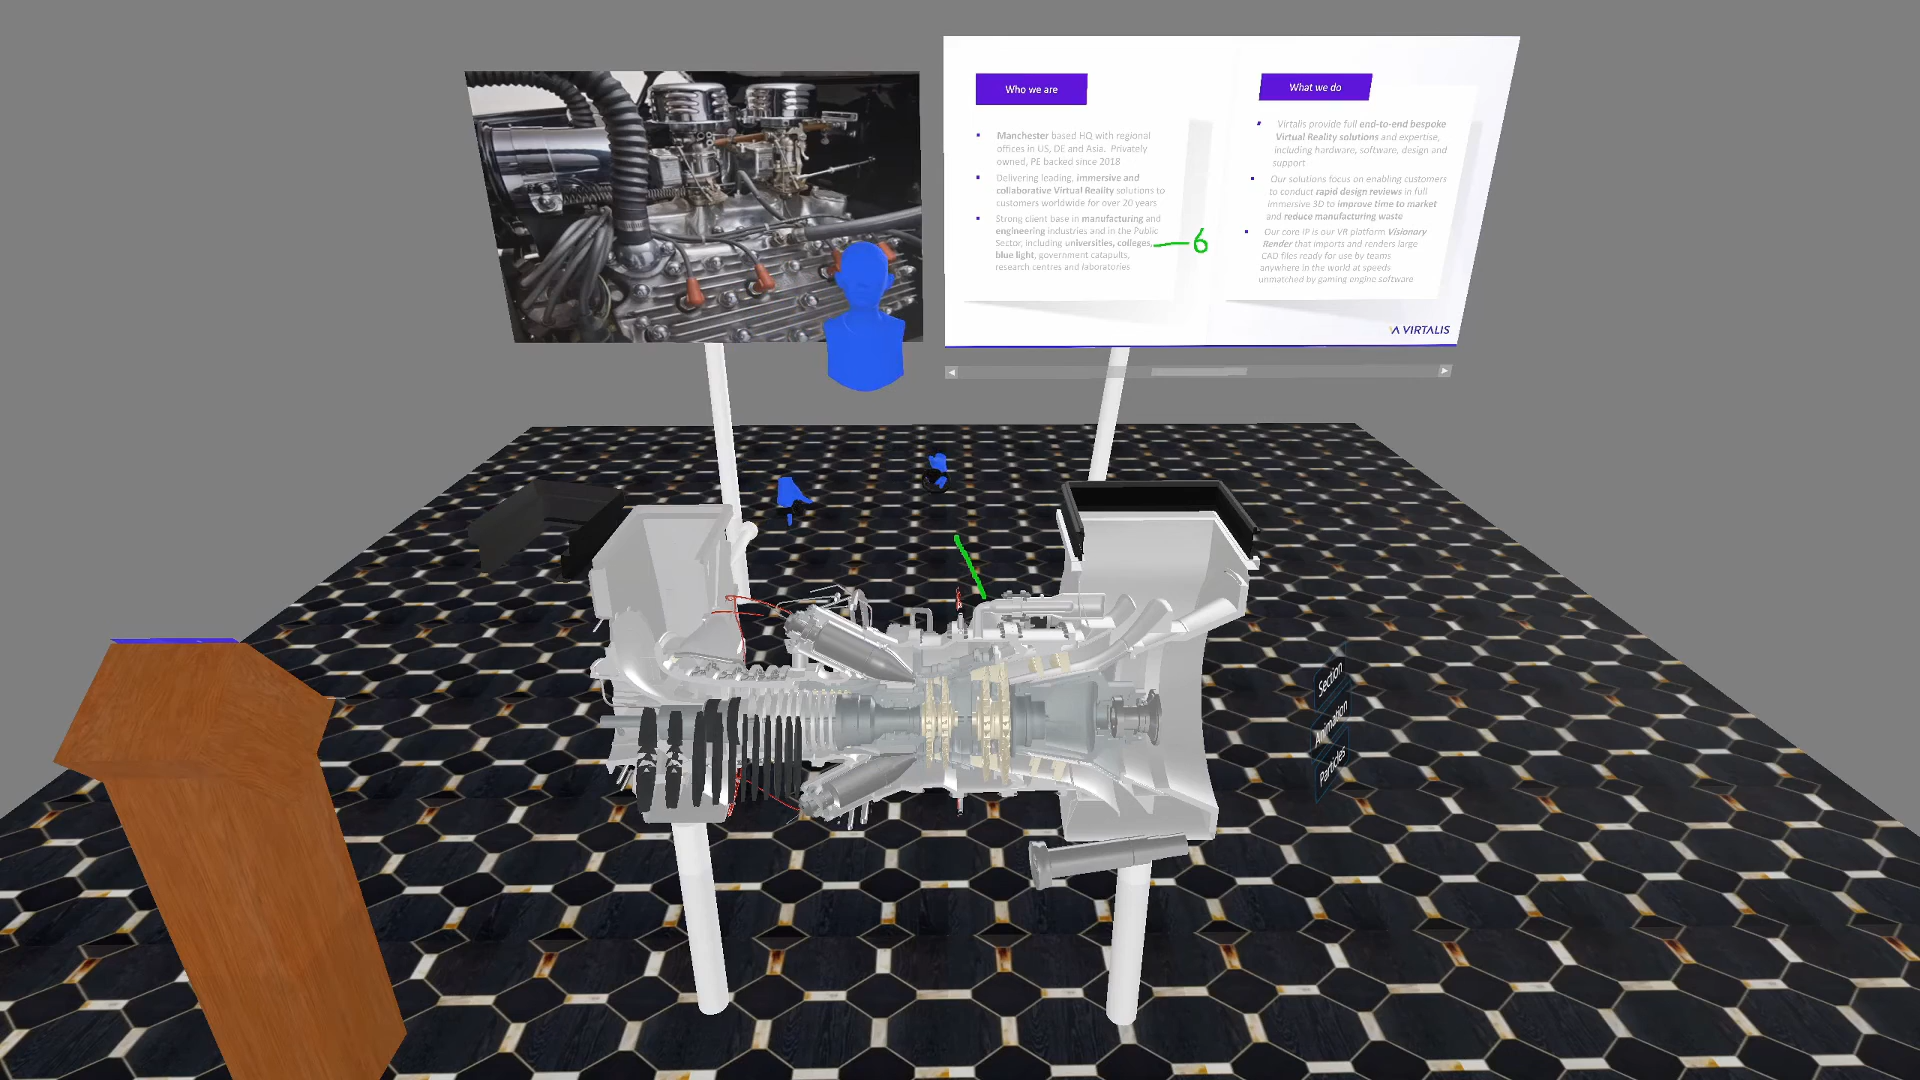 Who we are
Manchester based HQ with regional
offices in US, DE and Asia. Privately
owned, PE backed since 2018
Delivering leading, immersive and
collaborative Virtual Reality solutions to
customers worldwide for over 20 years
Strong client base in manufacturing and
engineering industries and in the Public
Sector, including universities, colleges,
blue light, government catapults,
research centres and laboratories
6
What we do
Virtalis provide full end-to-end bespoke
Virtual Reality solutions and expertise,
including hardware, software, design and
support
Our solutions focus on enabling customers
to conduct rapid design reviews in full
immersive 3D to improve time to market
and reduce manufacturing waste
Our core IP is our VR platform Visionary
Render that imports and renders large
CAD files ready for use by teams
anywhere in the world at speeds
unmatched by gaming engine software
VIRTALIS
Section
Animation
Particles